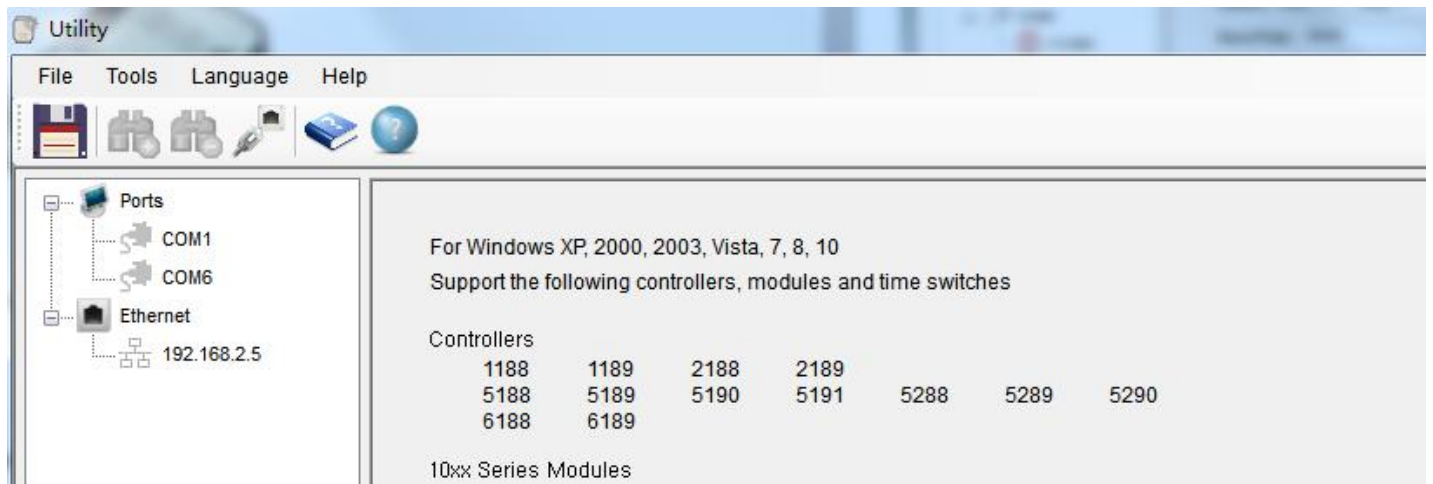 Utility
File Tools Language Help
Ports
COM1
COM6
Ethernet
192.168.2.5
For Windows XP, 2000, 2003, Vista, 7, 8, 10
Support the following controllers, modules and time switches
Controllers
1188 1189 2188 2189
5188 5189 5190 5191 5288 5289 5290
6188 6189
10xx Series Modules